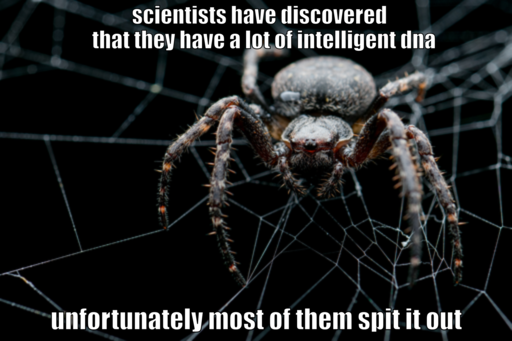 scientists have discovered
that they have a lot of intelligent dna
unfortunately most of them spit it out